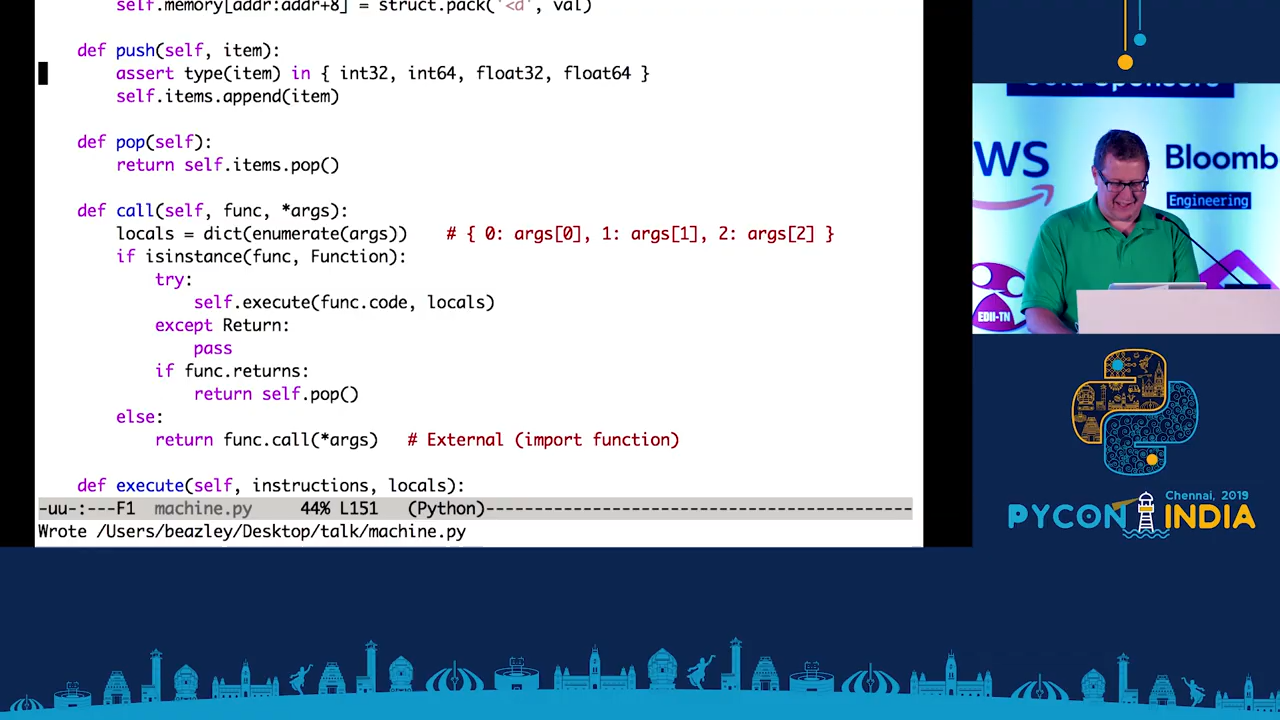 self.memory[addr:addr+8] = struct.pack('<d', val)
def push(self, item):
assert type(item) in { int32, int64, float32, float64 }
self.items.append(item)
def pop(self):
return self.items.pop()
def call(self, func, *args):
locals = dict(enumerate(args))    # { 0: args[0], 1: args[1], 2: args[2] }
if isinstance(func, Function):
try:
self.execute(func.code, locals)
except Return:
pass
if func.returns:
return self.pop()
else:
return func.call(*args)   # External (import function)
def execute(self, instructions, locals):
-uu-:---F1  machine.py     44% L151   (Python)--------------------------------------------
Wrote /Users/beazley/Desktop/talk/machine.py
Sponsors
WS
Bloomb
Engineering
EDII-TN
Chennai, 2019
PYCON INDIA